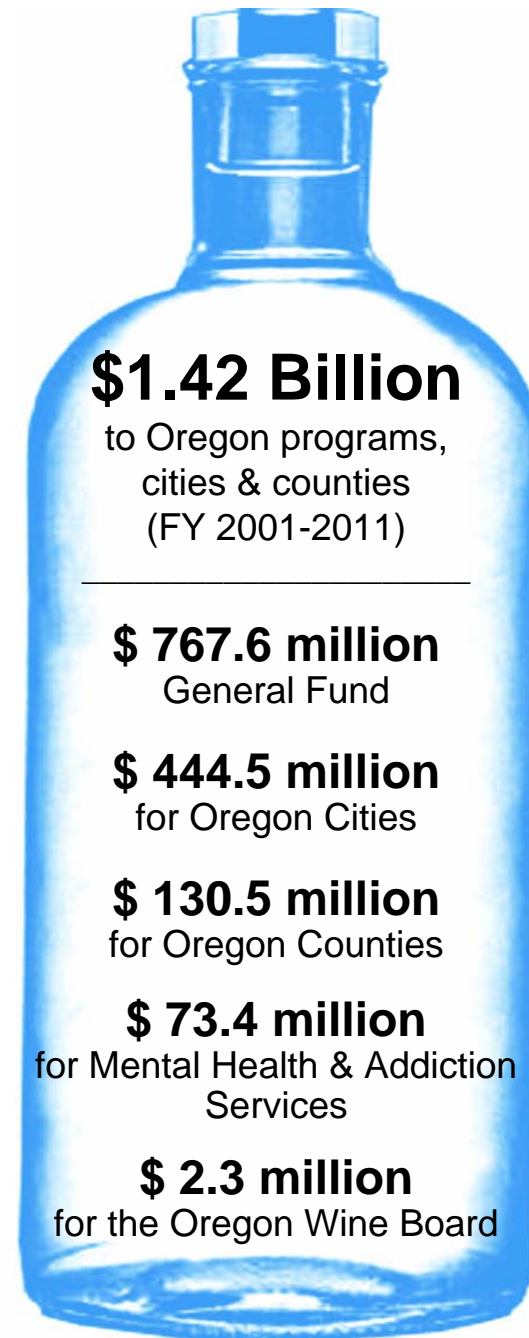 $1.42 Billion
to Oregon programs,
cities & counties
(FY 2001-2011)
$ 767.6 million
General Fund
$ 444.5 million
for Oregon Cities
$ 130.5 million
for Oregon Counties
$ 73.4 million
for Mental Health & Addiction
Services
$ 2.3 million
for the Oregon Wine Board